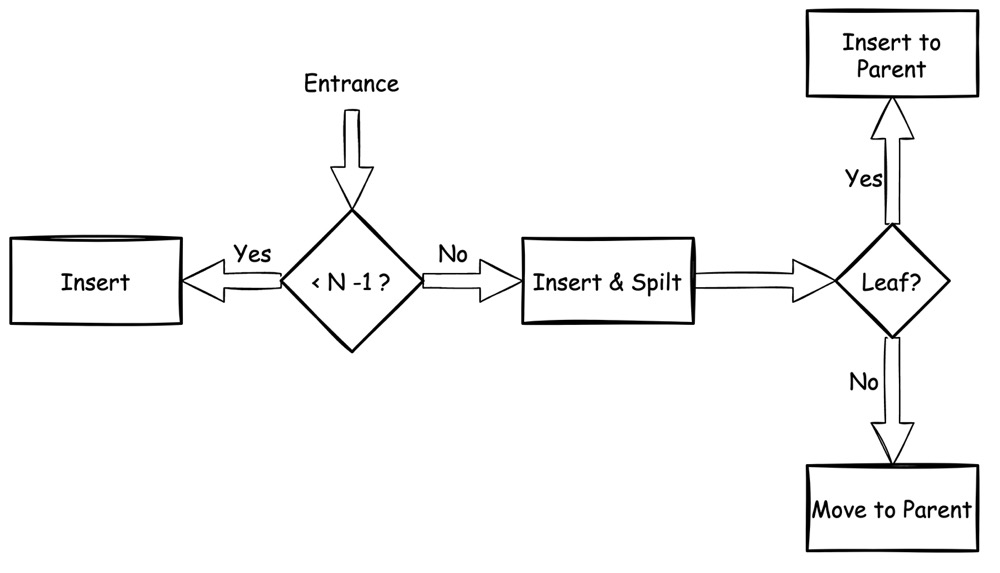 Entrance
Insert
Yes
< N -1 ?
No
Insert & Spilt
Leaf?
Yes
Insert to
Parent
No
Move to Parent